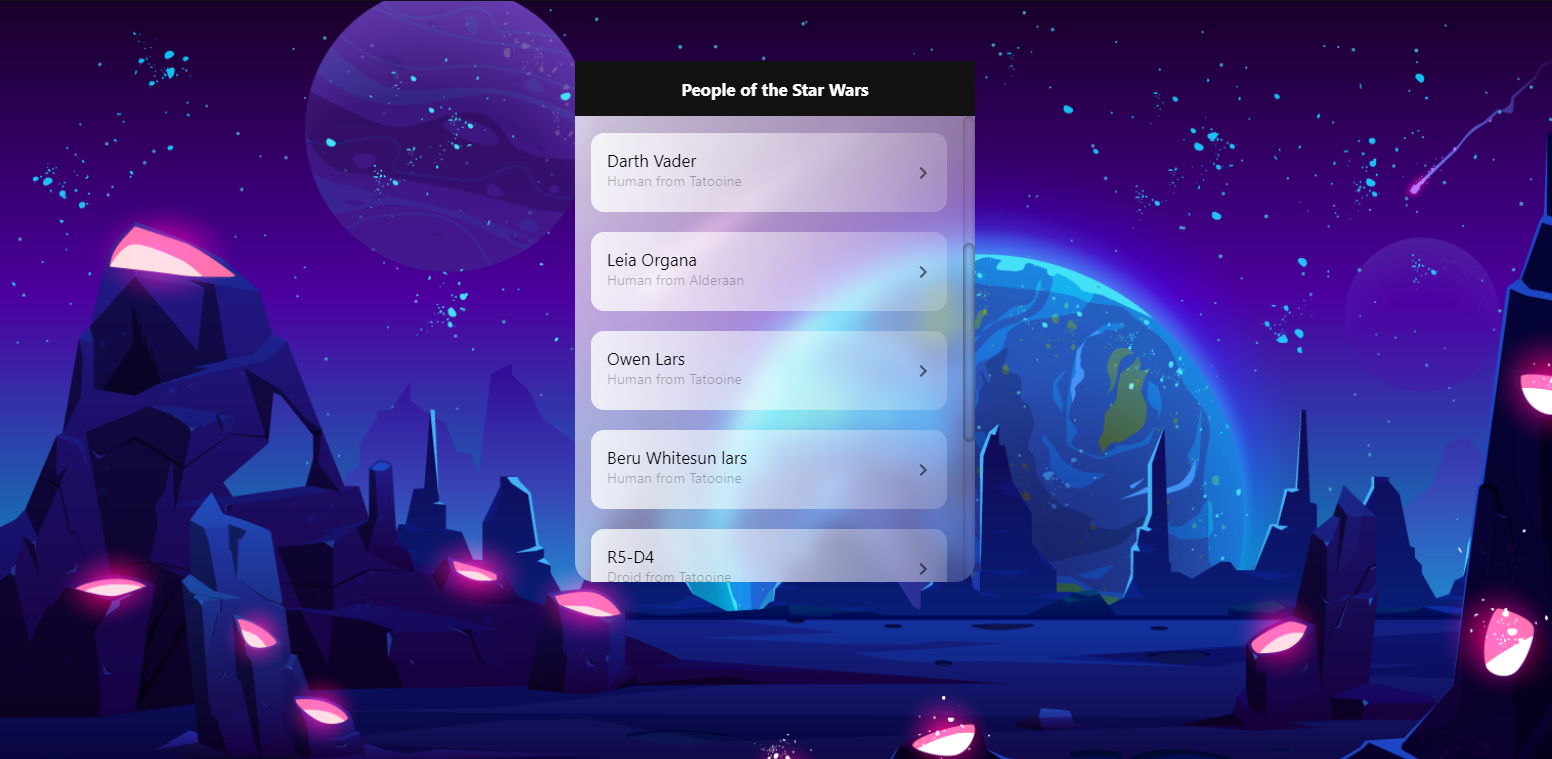 People of the Star Wars
Darth Vader
Human from Tatooine
Leia Organa
Human from Alderaan
Owen Lars
Human from Tatooine
Beru Whitesun lars
Human from Tatooine
R5-D4
Droid from Tatooine